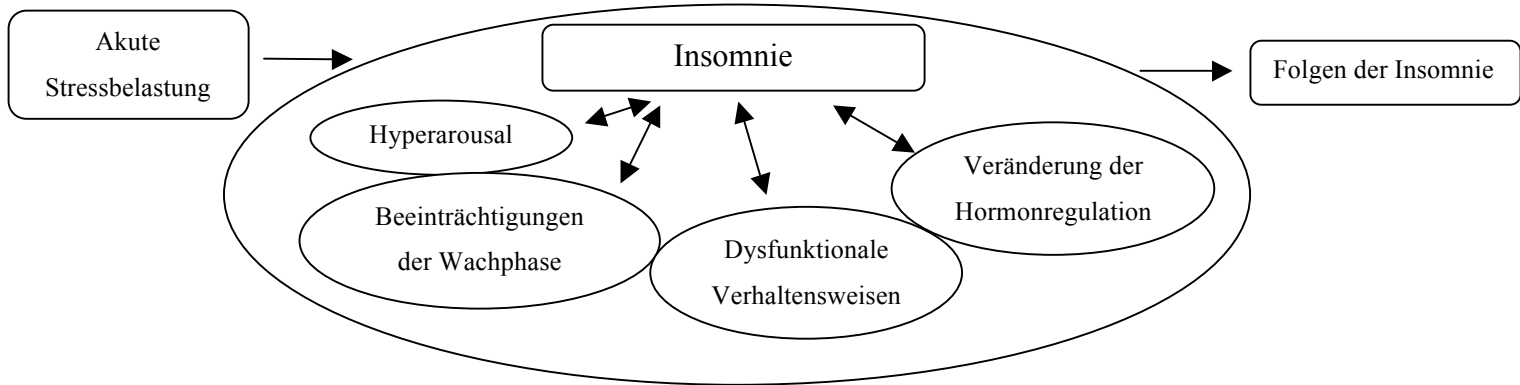 Akute
Stressbelastung
Insomnie
Folgen der Insomnie
Hyperarousal
Beeinträchtigungen
der Wachphase
Dysfunktionale
Verhaltensweisen
Veränderung der
Hormonregulation